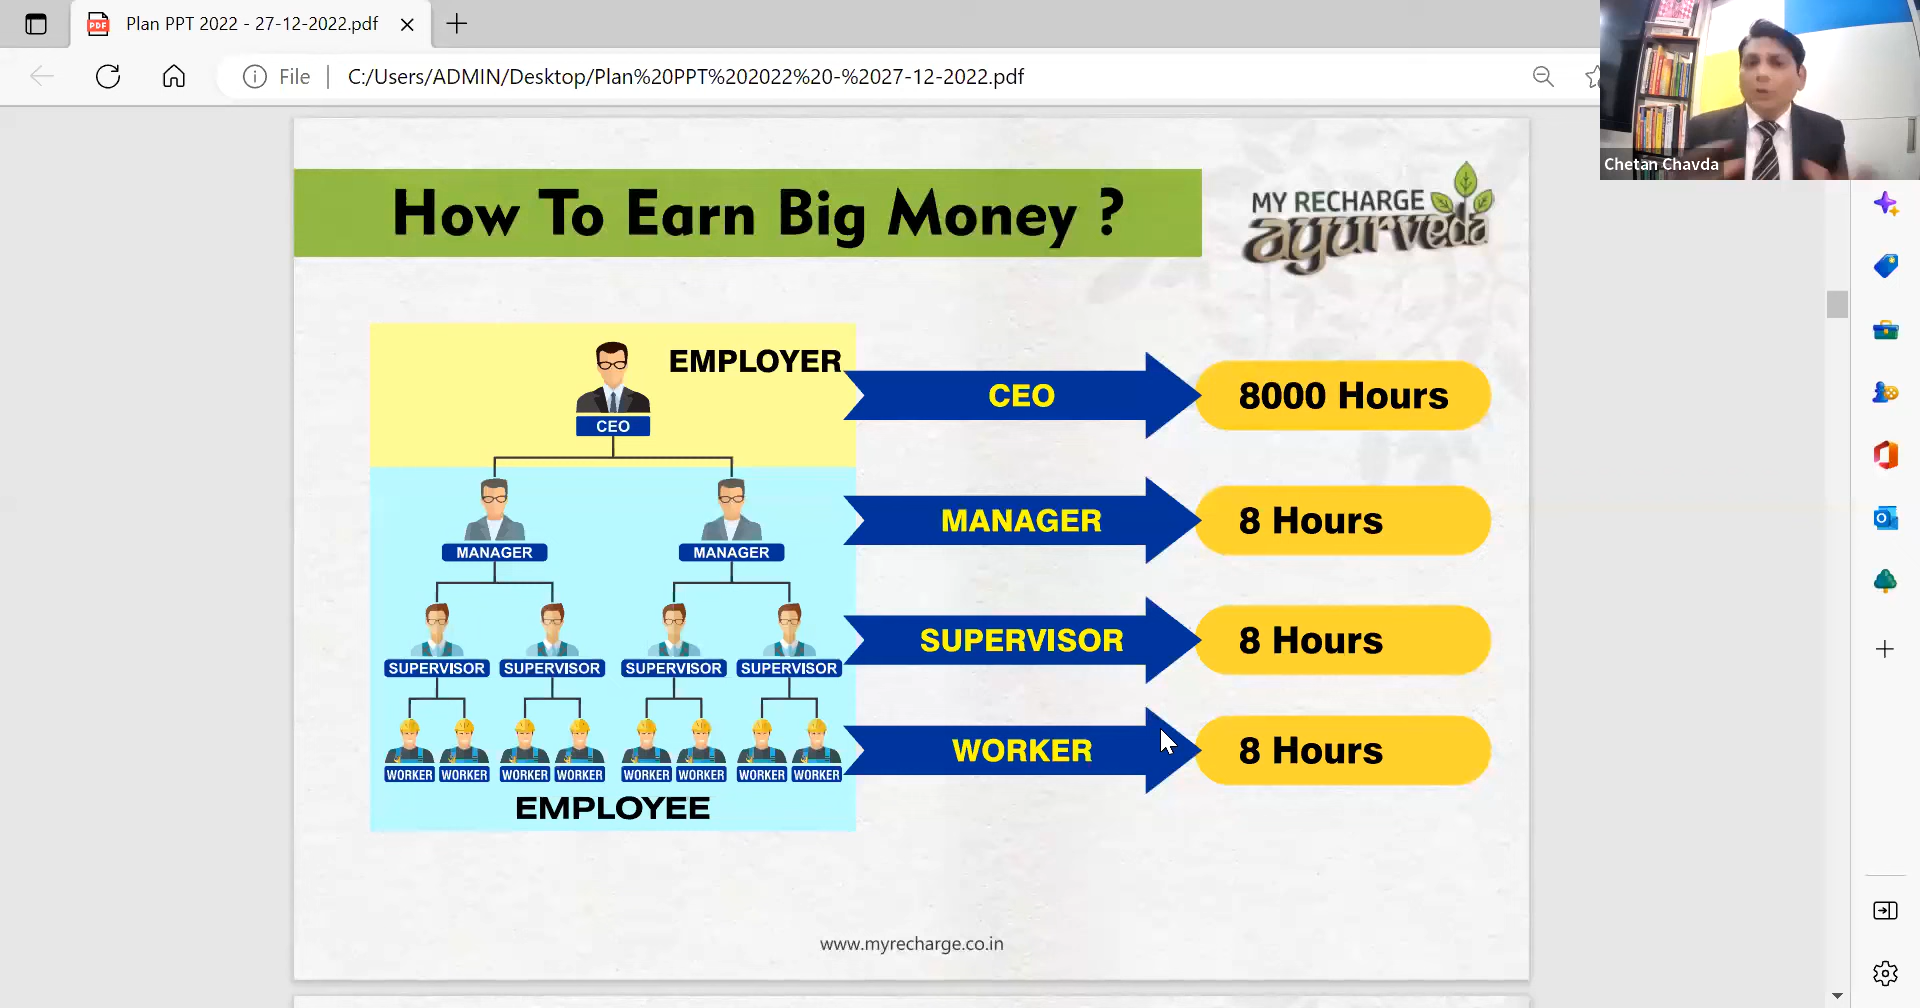 Plan PPT 2022 - 27-12-2022.pdf
File
C:/Users/ADMIN/Desktop/Plan%20PPT%202022%20-%2027-12-2022.pdf
Chetan Chavda
How To Earn Big Money ?
MY RECHARGE
ayurveda
EMPLOYER
CEO
CEO
8000 Hours
MANAGER MANAGER
MANAGER
8 Hours
SUPERVISOR SUPERVISOR SUPERVISOR SUPERVISOR
SUPERVISOR
8 Hours
WORKER WORKER WORKER WORKER WORKER WORKER WORKER WORKER
WORKER
8 Hours
EMPLOYEE
www.myrecharge.co.in